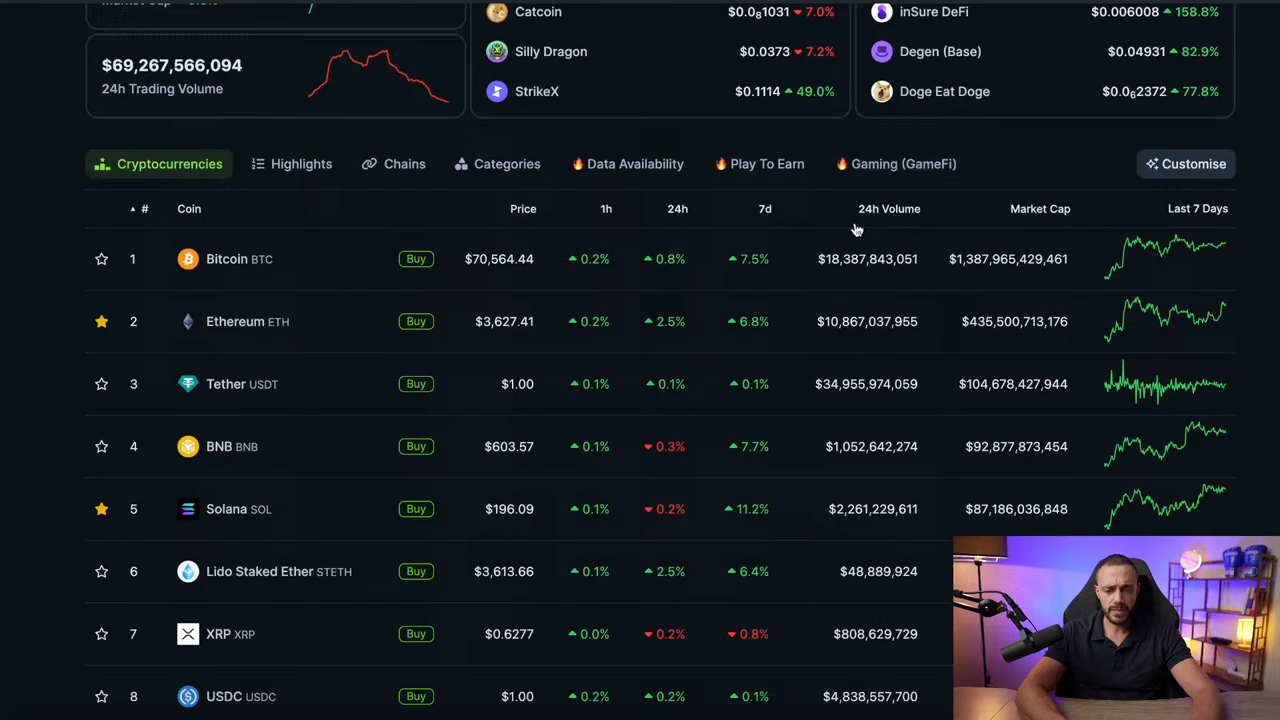 Catcoin $0.0₈1031 7.0%
Silly Dragon $0.0373 7.2%
StrikeX $0.1114 49.0%
inSure DeFi $0.006008 158.8%
Degen (Base) $0.04931 82.9%
Doge Eat Doge $0.0₆2372 77.8%
$69,267,566,094
24h Trading Volume
Cryptocurrencies Highlights Chains Categories Data Availability Play To Earn Gaming (GameFi) Customise
# Coin Price 1h 24h 7d 24h Volume Market Cap Last 7 Days
1 Bitcoin BTC Buy $70,564.44 0.2% 0.8% 7.5% $18,387,843,051 $1,387,965,429,461
2 Ethereum ETH Buy $3,627.41 0.2% 2.5% 6.8% $10,867,037,955 $435,500,713,176
3 Tether USDT Buy $1.00 0.1% 0.1% 0.1% $34,955,974,059 $104,678,427,944
4 BNB BNB Buy $603.57 0.1% 0.3% 7.7% $1,052,642,274 $92,877,873,454
5 Solana SOL Buy $196.09 0.1% 0.2% 11.2% $2,261,229,611 $87,186,036,848
6 Lido Staked Ether STETH Buy $3,613.66 0.1% 2.5% 6.4% $48,889,924
7 XRP XRP Buy $0.6277 0.0% 0.2% 0.8% $808,629,729
8 USDC USDC Buy $1.00 0.2% 0.2% 0.1% $4,838,557,700